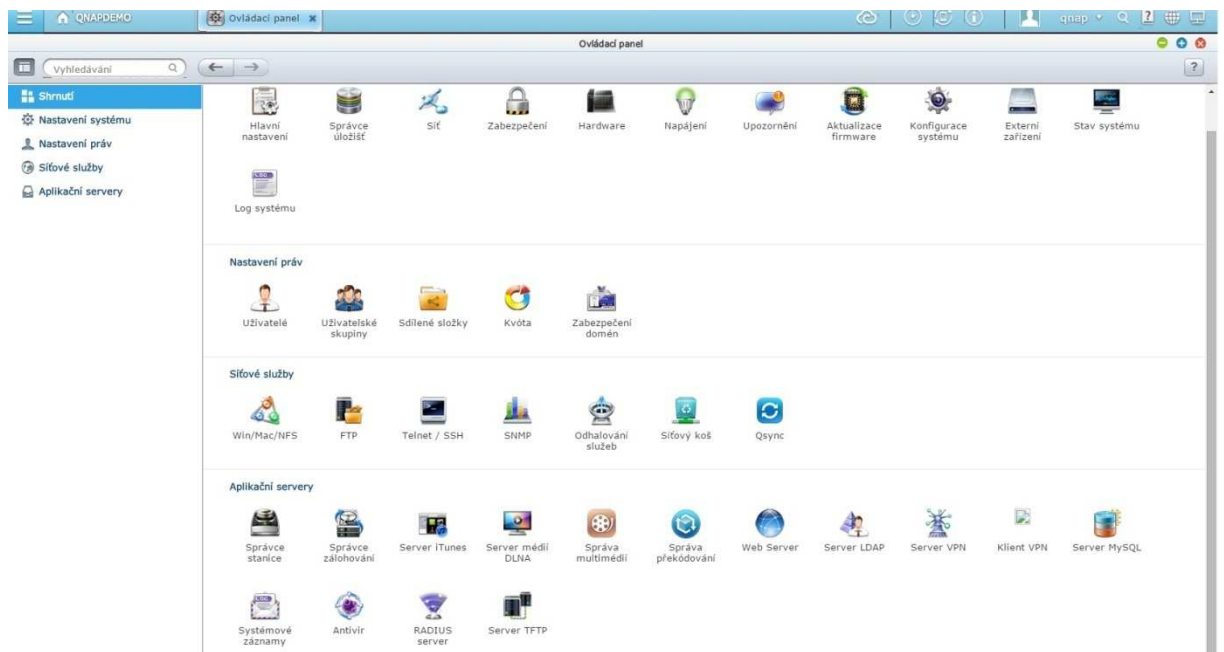 QNAPDEMO
Ovládací panel
qnap
Ovládací panel
Vyhledávání
Shrnutí
Nastavení systému
Nastavení práv
Síťové služby
Aplikační servery
Hlavní
nastavení
Správce
úložišť
Síť
Zabezpečení
Hardware
Napájení
Upozornění
Aktualizace
firmware
Konfigurace
systému
Externí
zařízení
Stav systému
Log systému
Nastavení práv
Uživatelé
Uživatelské
skupiny
Sdílené složky
Kvóta
Zabezpečení
domén
Síťové služby
Win/Mac/NFS
FTP
Telnet / SSH
SNMP
Odhalování
služeb
Síťový koš
Qsync
Aplikační servery
Správce
stanice
Správce
zálohování
Server iTunes
Server médií
DLNA
Správa
multimédií
Správa
překódování
Web Server
Server LDAP
Server VPN
Klient VPN
Server MySQL
Systémové
záznamy
Antivir
RADIUS
server
Server TFTP